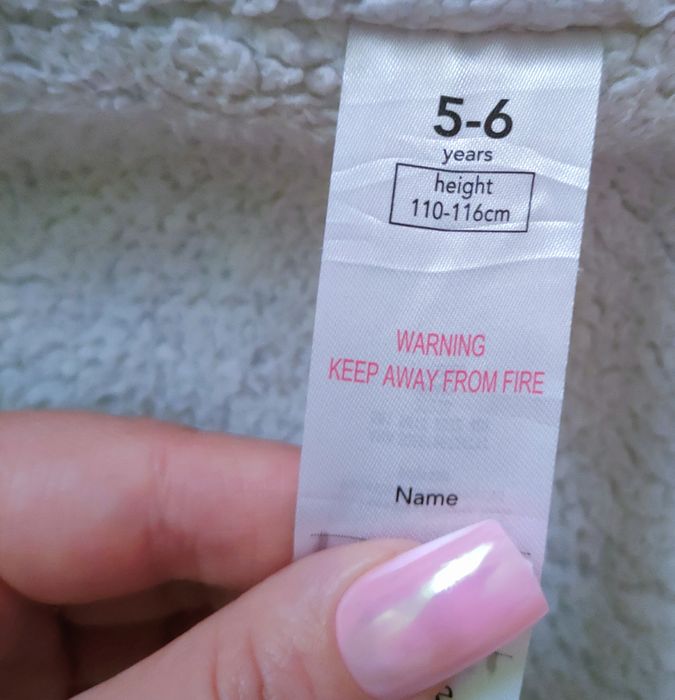 5-6
years
height
110-116cm
WARNING
KEEP AWAY FROM FIRE
Name